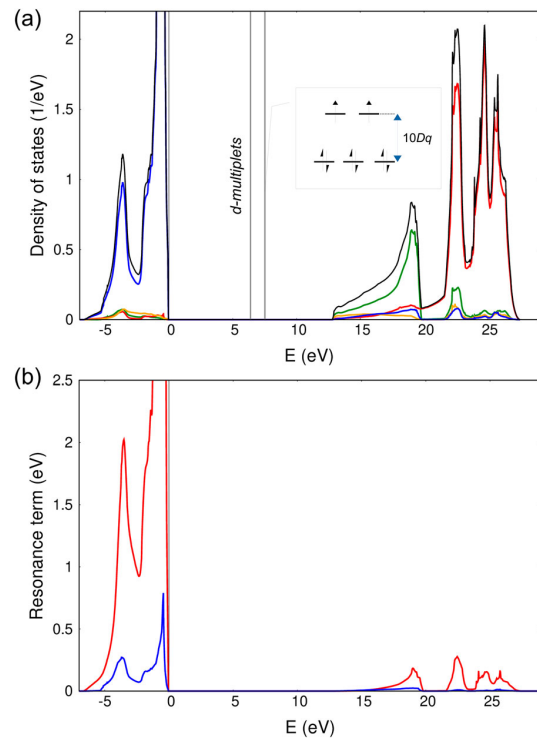 (a)
Density of states (1/eV)
2
1.5
1
0.5
0
d-multiplets
10Dq
-5 0 5 10 15 20 25
E (eV)
(b)
Resonance term (eV)
2.5
2
1.5
1
0.5
0
-5 0 5 10 15 20 25
E (eV)